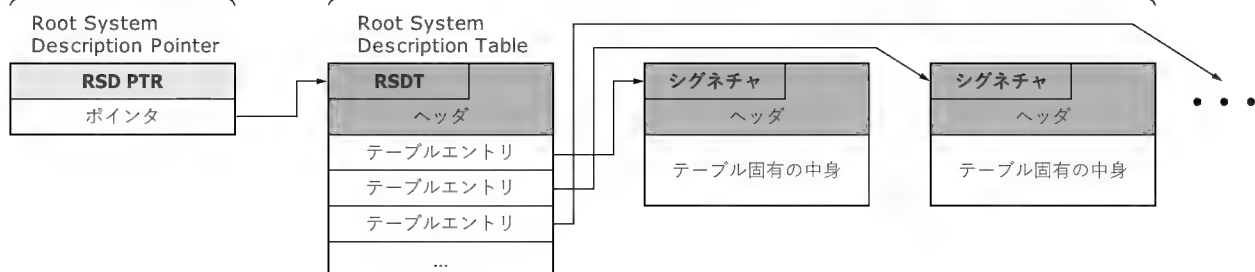 Root System
Description Pointer
RSD PTR
ポインタ
Root System
Description Table
RSDT
ヘッダ
テーブルエントリ
テーブルエントリ
テーブルエントリ
...
シグネチャ
ヘッダ
テーブル固有の中身
シグネチャ
ヘッダ
テーブル固有の中身
• • •